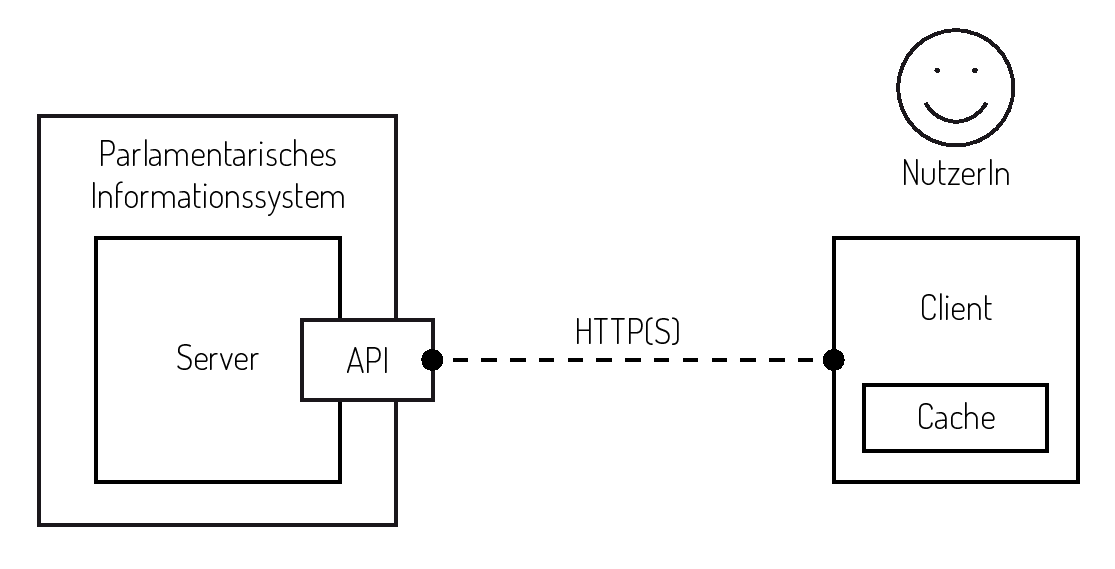 Parlamentarisches
Informationssystem
Server
API
HTTP(S)
NutzerIn
Client
Cache